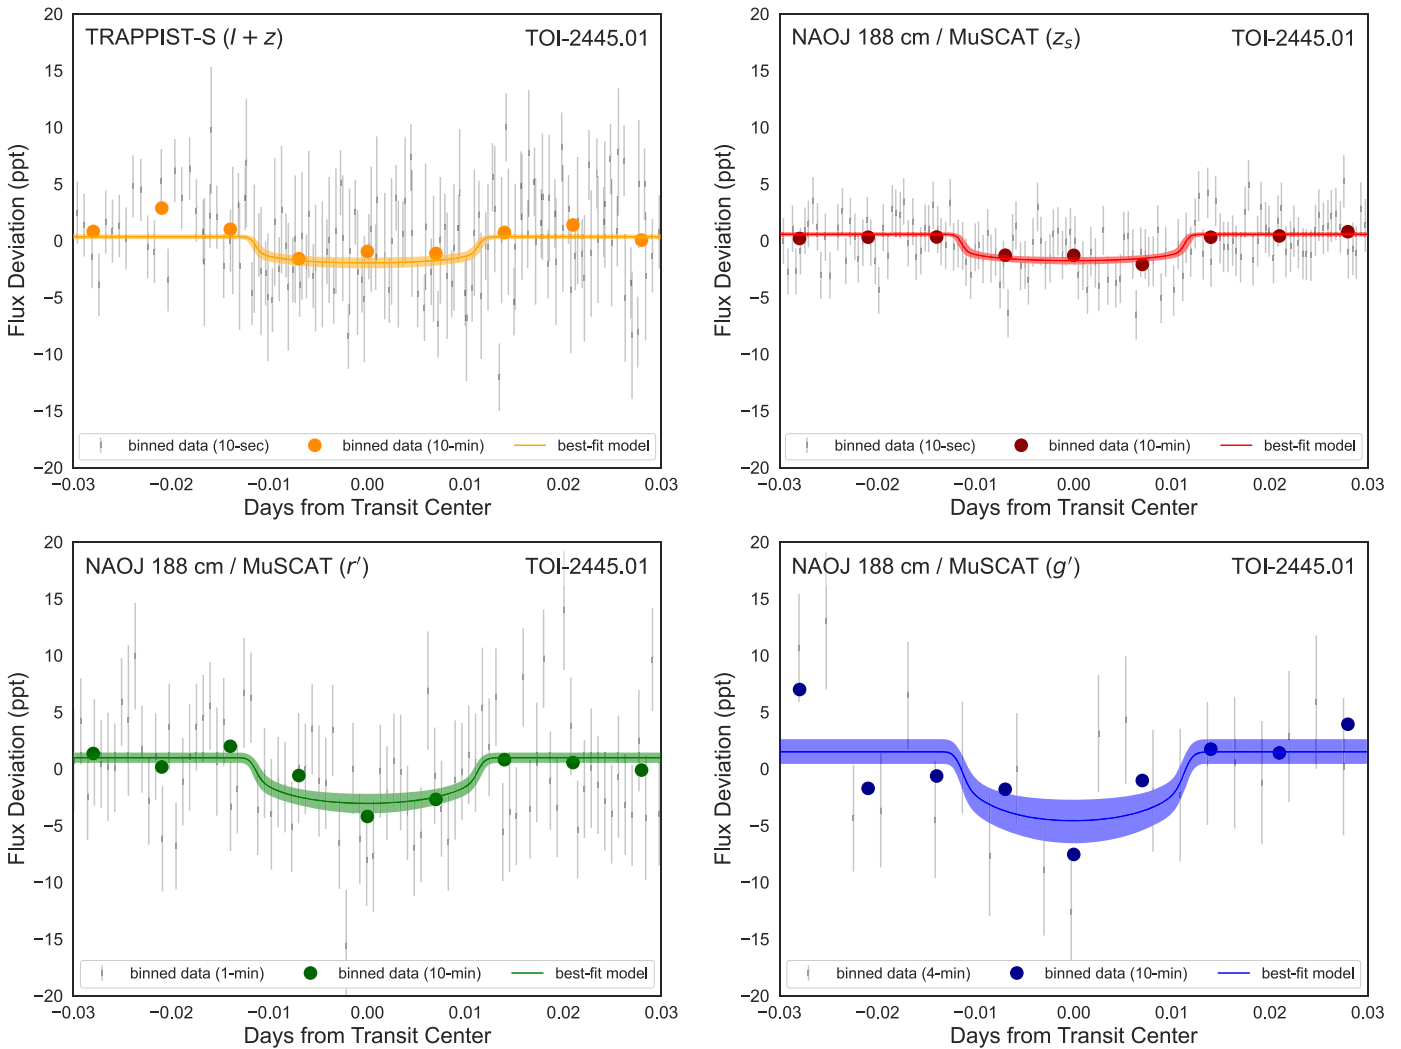 TRAPPIST-S (I + z) TOI-2445.01
20
15
10
5
0
−5
−10
−15
−20
Flux Deviation (ppt)
binned data (10-sec) binned data (10-min) best-fit model
−0.03 −0.02 −0.01 0.00 0.01 0.02 0.03
Days from Transit Center
NAOJ 188 cm / MuSCAT (zs) TOI-2445.01
20
15
10
5
0
−5
−10
−15
−20
Flux Deviation (ppt)
binned data (10-sec) binned data (10-min) best-fit model
−0.03 −0.02 −0.01 0.00 0.01 0.02 0.03
Days from Transit Center
NAOJ 188 cm / MuSCAT (r′) TOI-2445.01
20
15
10
5
0
−5
−10
−15
−20
Flux Deviation (ppt)
binned data (1-min) binned data (10-min) best-fit model
−0.03 −0.02 −0.01 0.00 0.01 0.02 0.03
Days from Transit Center
NAOJ 188 cm / MuSCAT (g′) TOI-2445.01
20
15
10
5
0
−5
−10
−15
−20
Flux Deviation (ppt)
binned data (4-min) binned data (10-min) best-fit model
−0.03 −0.02 −0.01 0.00 0.01 0.02 0.03
Days from Transit Center